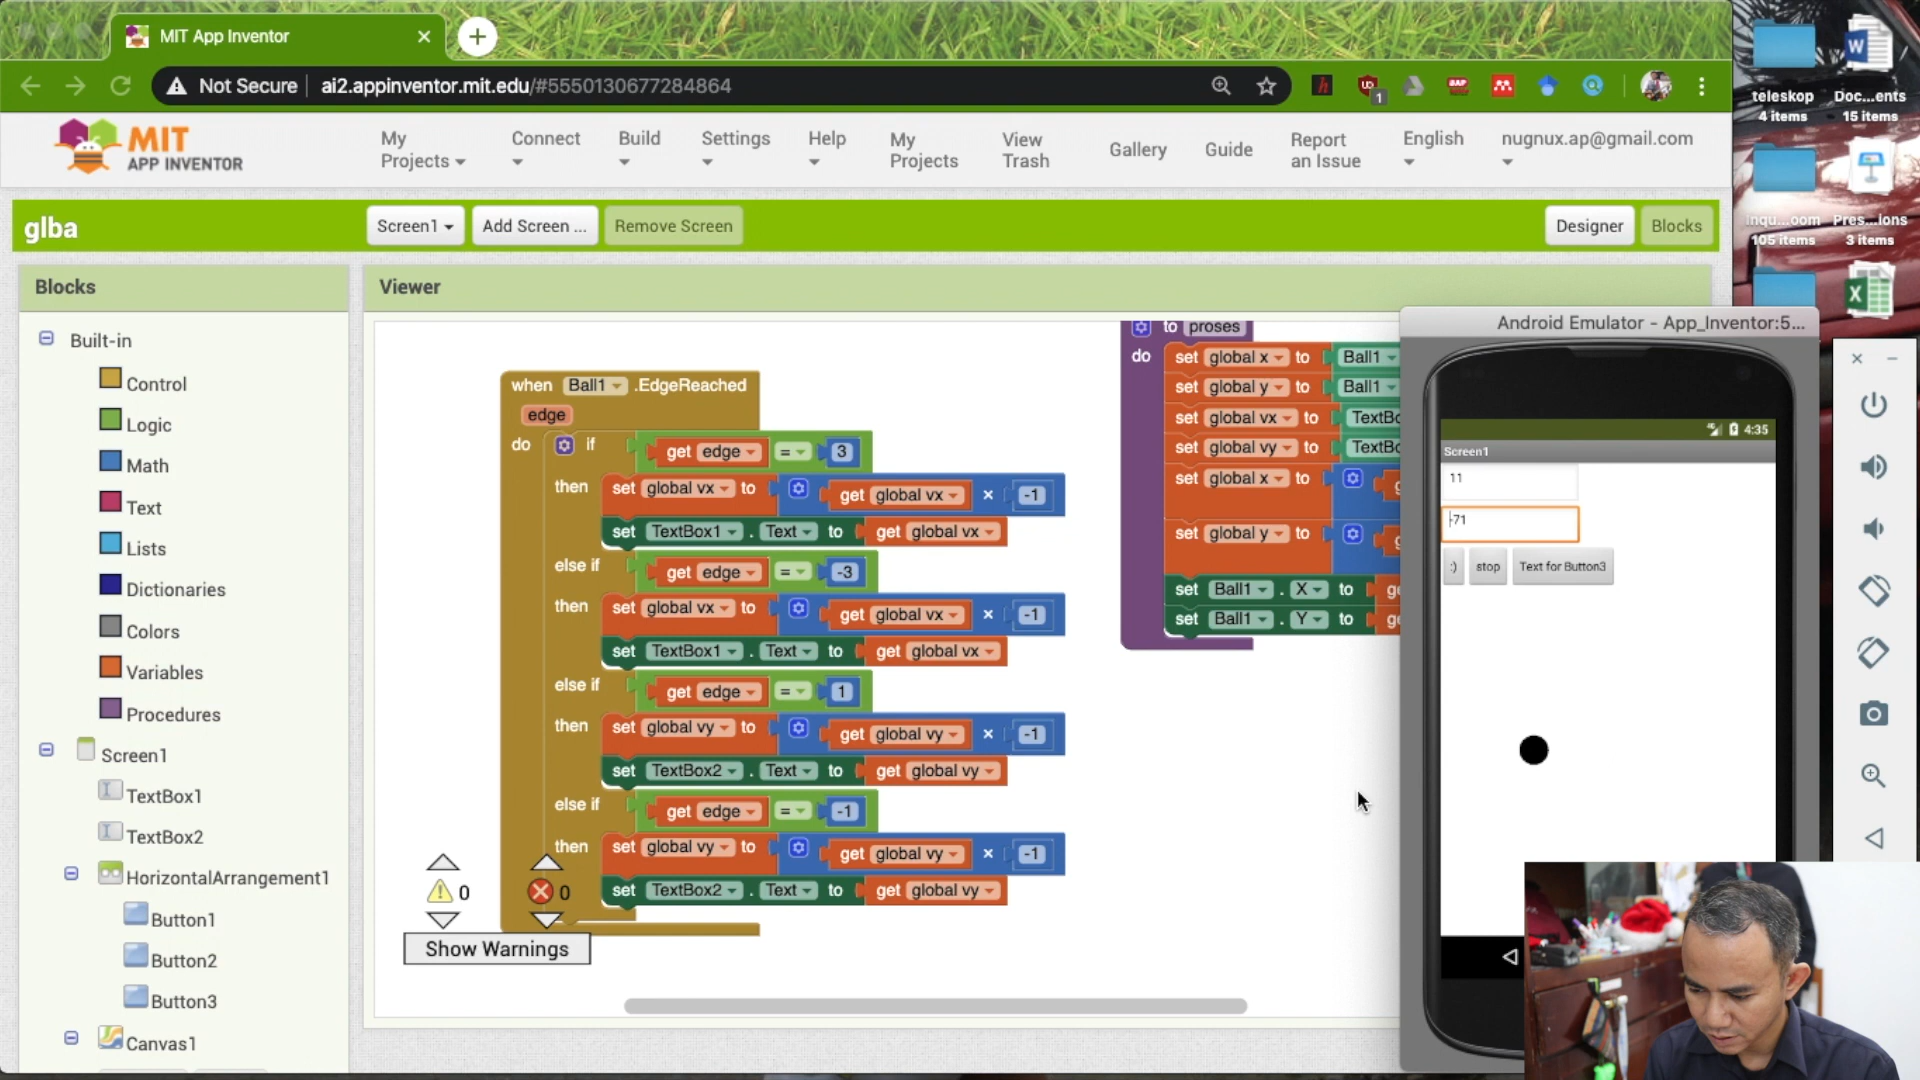 MIT App Inventor
Not Secure
ai2.appinventor.mit.edu/#5550130677284864
1
teleskop
4 items
Doc...ents
15 items
MIT
APP INVENTOR
My Projects
Connect
Build
Settings
Help
My Projects
View Trash
Gallery
Guide
Report an Issue
English
nugnux.ap@gmail.com
Pres...ions
3 items
105 items
glba
Screen1
Add Screen ...
Remove Screen
Designer
Blocks
Blocks
Viewer
Built-in
Control
Logic
Math
Text
Lists
Dictionaries
Colors
Variables
Procedures
Screen1
TextBox1
TextBox2
HorizontalArrangement1
Button1
Button2
Button3
Canvas1
when Ball1 .EdgeReached
edge
do if get edge = 3
then set global vx to get global vx × -1
set TextBox1 . Text to get global vx
else if get edge = -3
then set global vx to get global vx × -1
set TextBox1 . Text to get global vx
else if get edge = 1
then set global vy to get global vy × -1
set TextBox2 . Text to get global vy
else if get edge = -1
then set global vy to get global vy × -1
set TextBox2 . Text to get global vy
0
0
Show Warnings
to proses
do set global x to Ball1
set global y to Ball1
set global vx to TextBo
set global vy to TextBo
set global x to
set global y to
set Ball1 . X to ge
set Ball1 . Y to ge
Android Emulator - App_Inventor:5...
4:35
Screen1
11
-71
:)
stop
Text for Button3